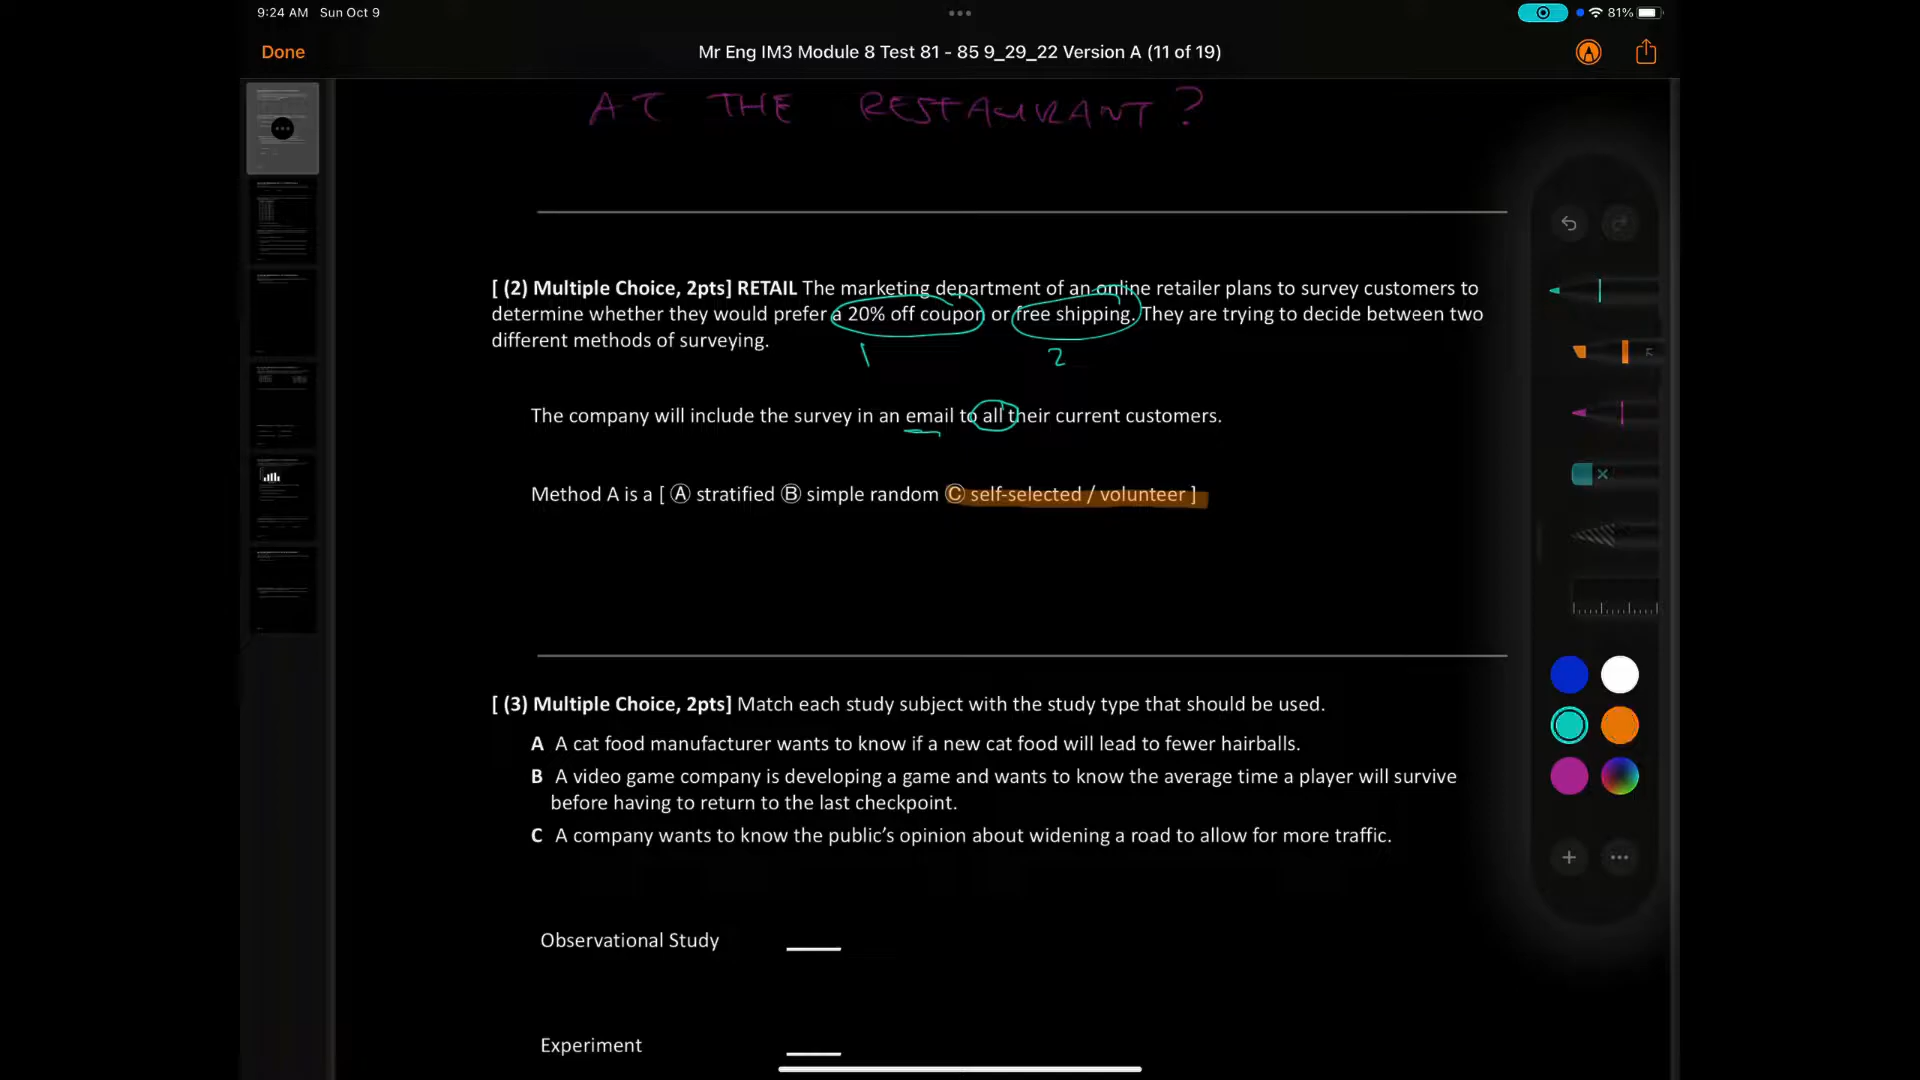 9:24 AM Sun Oct 9
81%
Done
Mr Eng IM3 Module 8 Test 81 - 85 9_29_22 Version A (11 of 19)
AT THE RESTAURANT?
[ (2) Multiple Choice, 2pts] RETAIL The marketing department of an online retailer plans to survey customers to
determine whether they would prefer a 20% off coupon or free shipping. They are trying to decide between two
different methods of surveying.
1 2
The company will include the survey in an email to all their current customers.
Method A is a [ Ⓐ stratified Ⓑ simple random Ⓒ self-selected / volunteer ]
[ (3) Multiple Choice, 2pts] Match each study subject with the study type that should be used.
A A cat food manufacturer wants to know if a new cat food will lead to fewer hairballs.
B A video game company is developing a game and wants to know the average time a player will survive
before having to return to the last checkpoint.
C A company wants to know the public’s opinion about widening a road to allow for more traffic.
Observational Study
Experiment